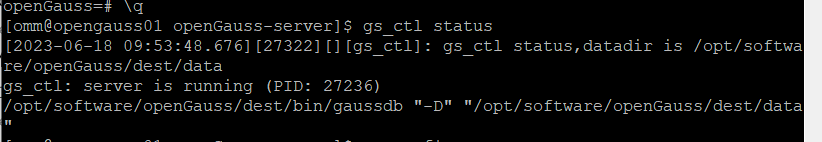 openGauss=# \q
[omm@opengauss01 openGauss-server]$ gs_ctl status
[2023-06-18 09:53:48.676][27322][][gs_ctl]: gs_ctl status,datadir is /opt/softwa
re/openGauss/dest/data
gs_ctl: server is running (PID: 27236)
/opt/software/openGauss/dest/bin/gaussdb "-D" "/opt/software/openGauss/dest/data
"